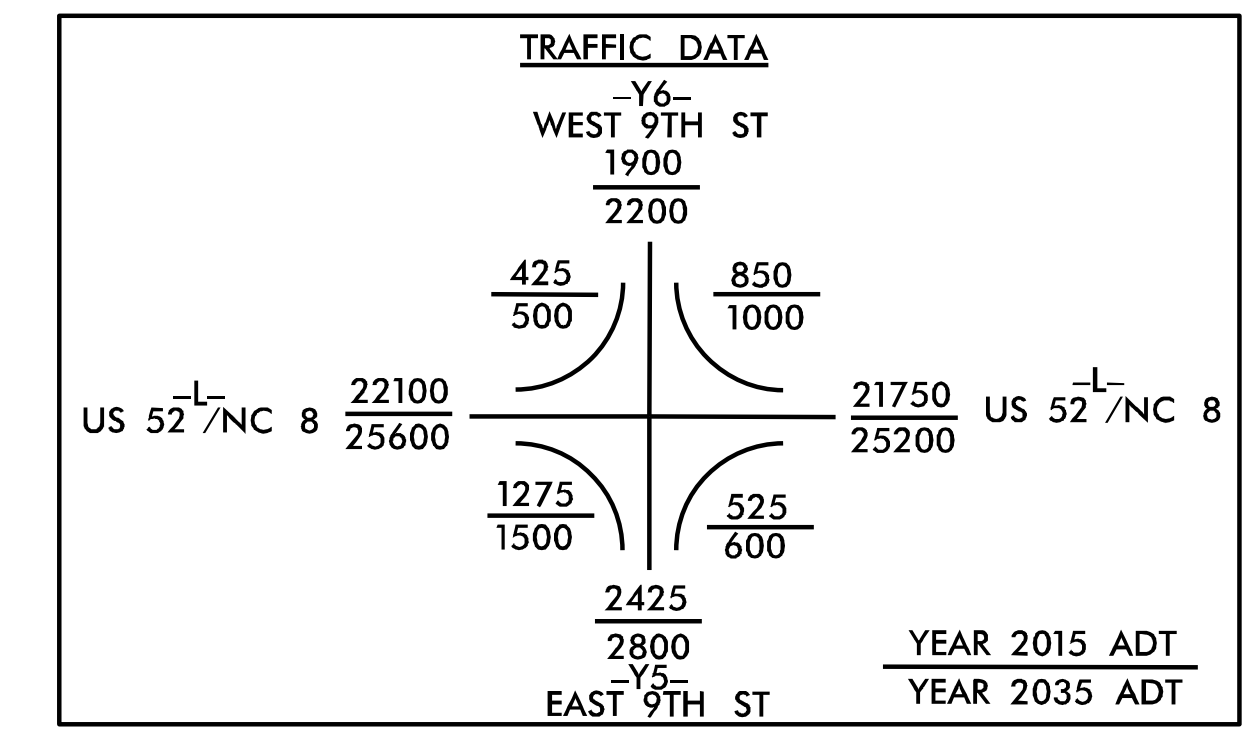 TRAFFIC DATA
–Y6–
WEST 9TH ST
1900
2200
425
500
850
1000
–L–
US 52 /NC 8
22100
25600
21750
25200
–L–
US 52 /NC 8
1275
1500
525
600
2425
2800
–Y5–
EAST 9TH ST
YEAR 2015 ADT
YEAR 2035 ADT